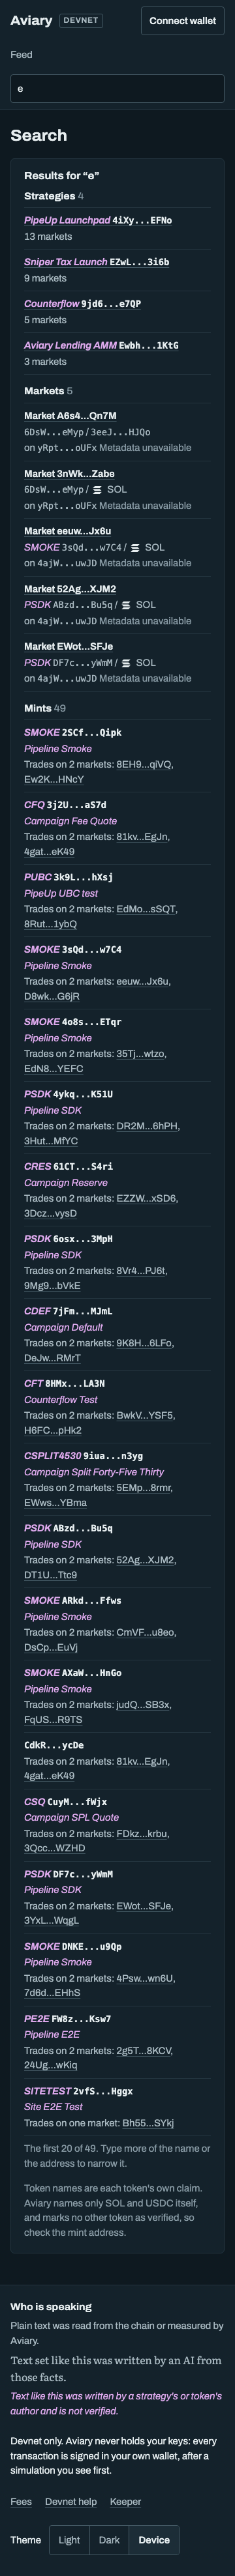 Aviary DEVNET Connect wallet
Feed
e
Search
Results for “e”
Strategies 4
PipeUp Launchpad 4iXy...EFNo
13 markets
Sniper Tax Launch EZwL...3i6b
9 markets
Counterflow 9jd6...e7QP
5 markets
Aviary Lending AMM Ewbh...1KtG
3 markets
Markets 5
Market A6s4...Qn7M
6DsW...eMyp / 3eeJ...HJQo
on yRpt...oUFx Metadata unavailable
Market 3nWk...Zabe
6DsW...eMyp / SOL
on yRpt...oUFx Metadata unavailable
Market eeuw...Jx6u
SMOKE 3sQd...w7C4 / SOL
on 4ajW...uwJD Metadata unavailable
Market 52Ag...XJM2
PSDK ABzd...Bu5q / SOL
on 4ajW...uwJD Metadata unavailable
Market EWot...SFJe
PSDK DF7c...yWmM / SOL
on 4ajW...uwJD Metadata unavailable
Mints 49
SMOKE 2SCf...Qipk
Pipeline Smoke
Trades on 2 markets: 8EH9...qiVQ,
Ew2K...HNcY
CFQ 3j2U...aS7d
Campaign Fee Quote
Trades on 2 markets: 81kv...EgJn,
4gat...eK49
PUBC 3k9L...hXsj
PipeUp UBC test
Trades on 2 markets: EdMo...sSQT,
8Rut...1ybQ
SMOKE 3sQd...w7C4
Pipeline Smoke
Trades on 2 markets: eeuw...Jx6u,
D8wk...G6jR
SMOKE 4o8s...ETqr
Pipeline Smoke
Trades on 2 markets: 35Tj...wtzo,
EdN8...YEFC
PSDK 4ykq...K51U
Pipeline SDK
Trades on 2 markets: DR2M...6hPH,
3Hut...MfYC
CRES 61CT...S4ri
Campaign Reserve
Trades on 2 markets: EZZW...xSD6,
3Dcz...vysD
PSDK 6osx...3MpH
Pipeline SDK
Trades on 2 markets: 8Vr4...PJ6t,
9Mg9...bVkE
CDEF 7jFm...MJmL
Campaign Default
Trades on 2 markets: 9K8H...6LFo,
DeJw...RMrT
CFT 8HMx...LA3N
Counterflow Test
Trades on 2 markets: BwkV...YSF5,
H6FC...pHk2
CSPLIT4530 9iua...n3yg
Campaign Split Forty-Five Thirty
Trades on 2 markets: 5EMp...8rmr,
EWws...YBma
PSDK ABzd...Bu5q
Pipeline SDK
Trades on 2 markets: 52Ag...XJM2,
DT1U...Ttc9
SMOKE ARkd...Ffws
Pipeline Smoke
Trades on 2 markets: CmVF...u8eo,
DsCp...EuVj
SMOKE AXaW...HnGo
Pipeline Smoke
Trades on 2 markets: judQ...SB3x,
FqUS...R9TS
CdkR...ycDe
Trades on 2 markets: 81kv...EgJn,
4gat...eK49
CSQ CuyM...fWjx
Campaign SPL Quote
Trades on 2 markets: FDkz...krbu,
3Qcc...WZHD
PSDK DF7c...yWmM
Pipeline SDK
Trades on 2 markets: EWot...SFJe,
3YxL...WqgL
SMOKE DNKE...u9Qp
Pipeline Smoke
Trades on 2 markets: 4Psw...wn6U,
7d6d...EHhS
PE2E FW8z...Ksw7
Pipeline E2E
Trades on 2 markets: 2g5T...8KCV,
24Ug...wKiq
SITETEST 2vfS...Hggx
Site E2E Test
Trades on one market: Bh55...SYkj
The first 20 of 49. Type more of the name or
the address to narrow it.
Token names are each token's own claim.
Aviary names only SOL and USDC itself,
and marks no other token as verified, so
check the mint address.
Who is speaking
Plain text was read from the chain or measured by
Aviary.
Text set like this was written by an AI from
those facts.
Text like this was written by a strategy's or token's
author and is not verified.
Devnet only. Aviary never holds your keys: every
transaction is signed in your own wallet, after a
simulation you see first.
Fees Devnet help Keeper
Theme Light Dark Device